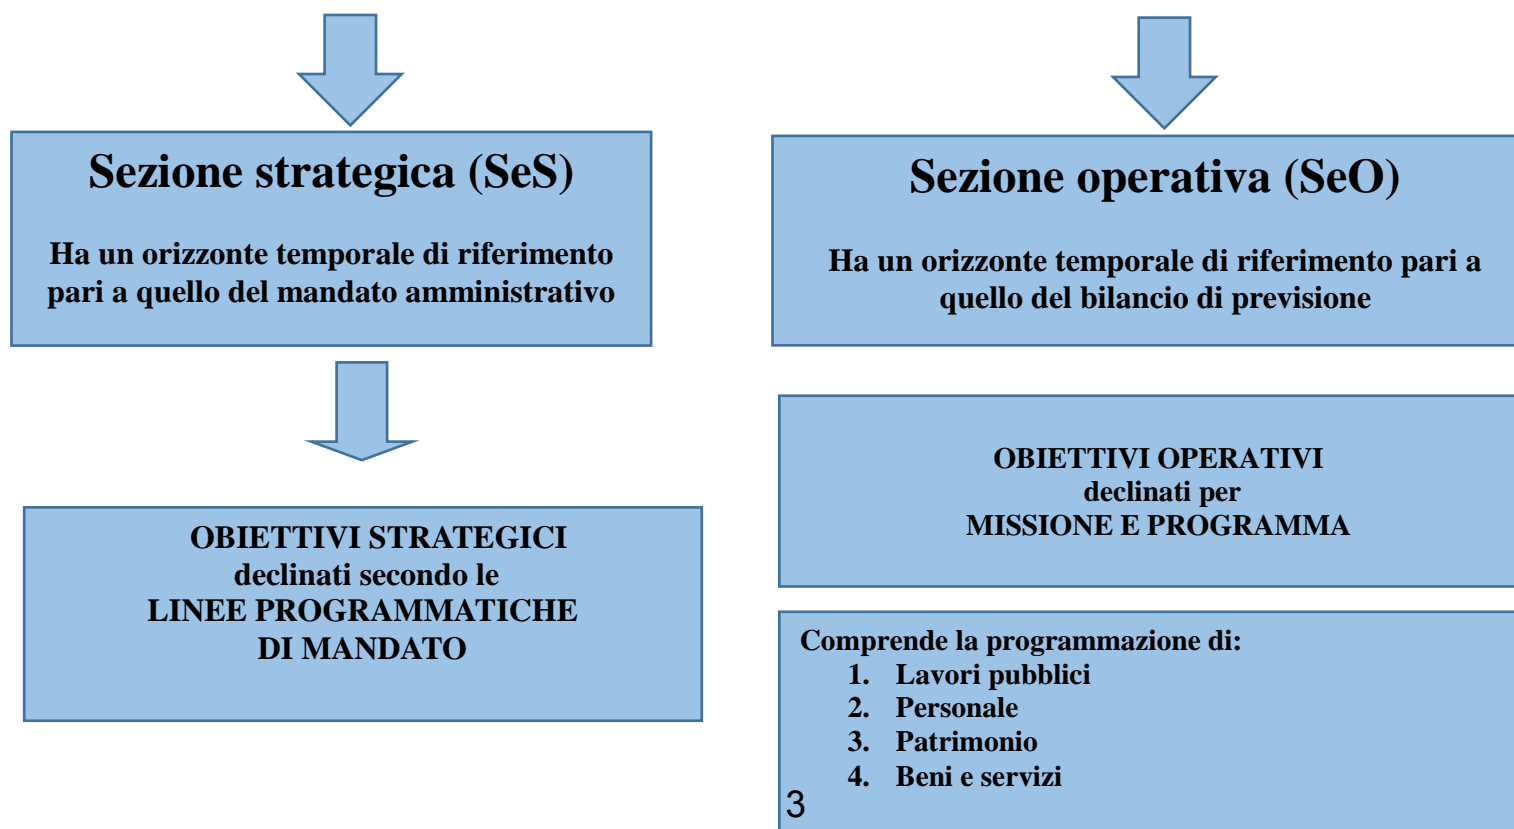 Sezione strategica (SeS)
Ha un orizzonte temporale di riferimento
pari a quello del mandato amministrativo
OBIETTIVI STRATEGICI
declinati secondo le
LINEE PROGRAMMATICHE
DI MANDATO
Sezione operativa (SeO)
Ha un orizzonte temporale di riferimento pari a
quello del bilancio di previsione
OBIETTIVI OPERATIVI
declinati per
MISSIONE E PROGRAMMA
Comprende la programmazione di:
1. Lavori pubblici
2. Personale
3. Patrimonio
4. Beni e servizi
3